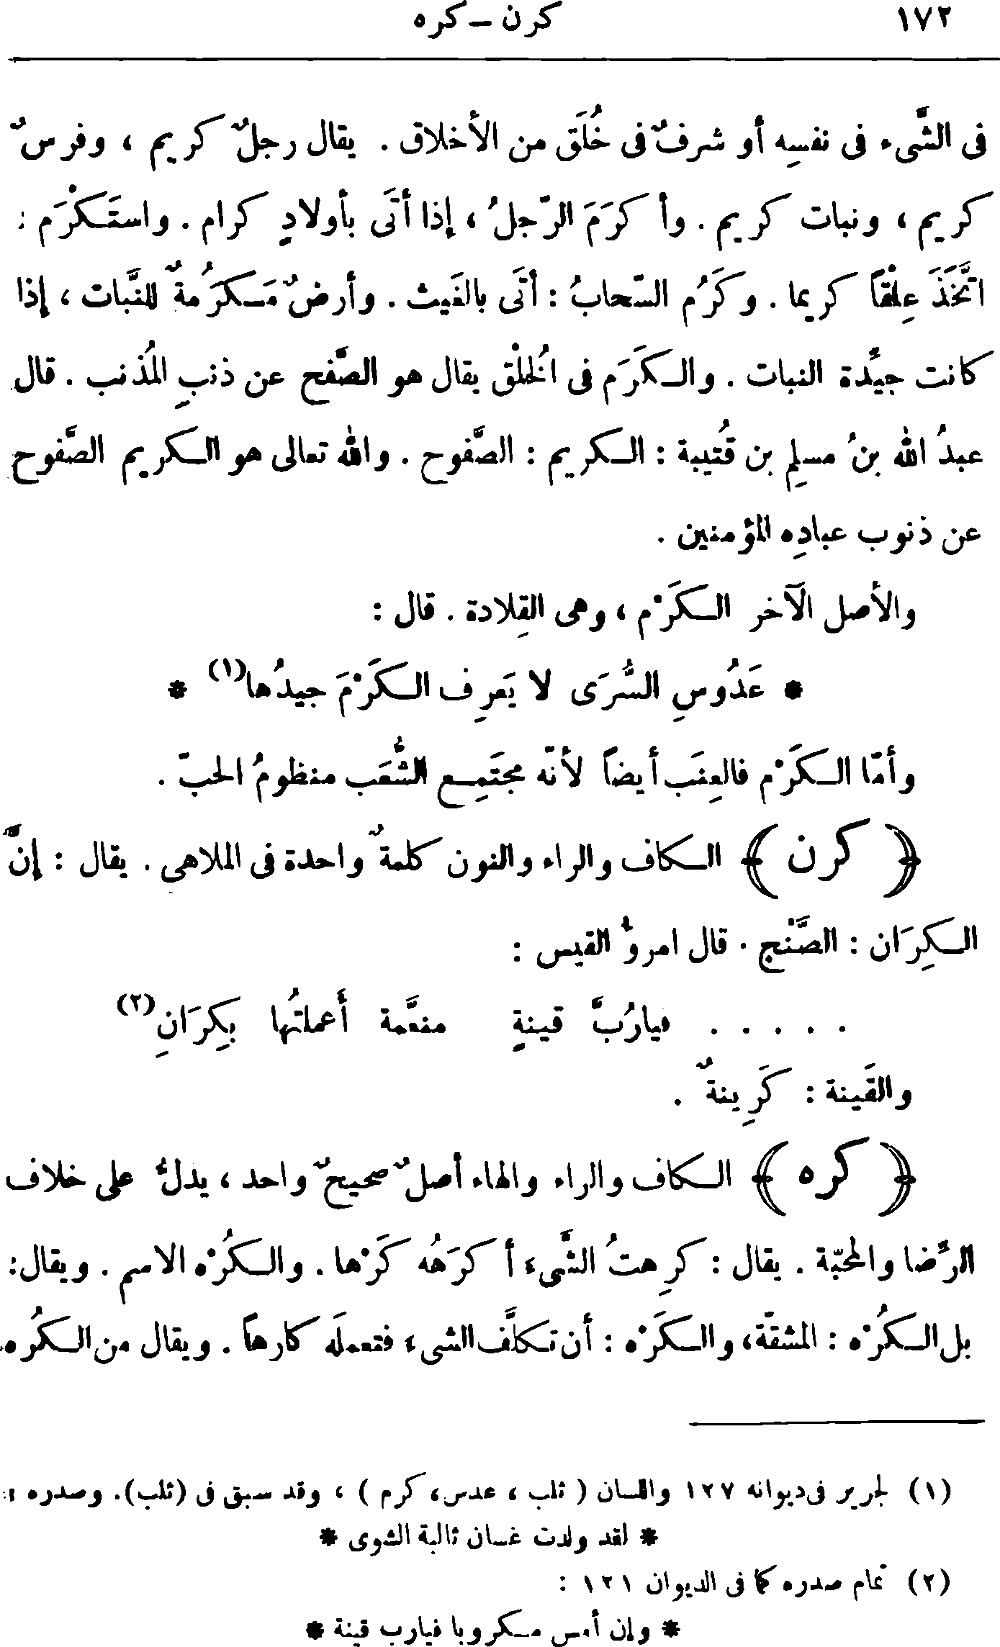 ١٧٢
كرن – كره
فى الشَّىء فى نفسِه أو شرفٌ فى خُلَق من الأخلاق . يقال رجلٌ كريم ، وفرسٌ
كريم ، ونبات كريم . وأكرَمَ الرّجلُ ، إذا أتَى بأولادٍ كرام . واستَكْرَم :
اتَّخَذَ عِلْقاً كريما . وكَرُم السّحابُ : أتَى بالغَيث . وأرضٌ مَكرَُمةٌ للنَّبات ، إذا
كانت جيِّدة النبات . والكَرَم فى الخُلْق يقال هو الصَّفح عن ذنبِ المُذنب . قال
عبدُ الله بنُ مسلِم بن قُتَيبة : الكريم : الصَّفوح . والله تعالى هو الكريم الصَّفوح
عن ذنوب عبادِه المؤمنين .
والأصل الآخر الكَرْم ، وهى القِلادة . قال :
* عَدُوسِ السُّرَى لا يَعرِف الكَرْمَ جيدُها (١) *
وأمّا الكَرْم فالعِنَب أيضاً لأنّه مجتَمِع الشُّعَب منظومُ الحبّ .
﴿ كرن ﴾ الكاف والراء والنون كلمةٌ واحدة فى الملاهى . يقال : إنَّ
الكِرَان : الصَّنْج . قال امرؤُ القيس :
. . . . . فيارُبَّ قينةٍ منعَّمة أَعملتُها بكِرَانِ (٢)
والقَينة : كَرِينةٌ .
﴿ كره ﴾ الكاف والراء والهاء أصلٌ صحيحٌ واحد ، يدلُّ على خلاف
الرِّضا والمحبّة . يقال : كرِهتُ الشَّىءَ أكرَهُه كَرْها . والكُرْه الاسم . ويقال :
بل الكُرْه : المشقّة ، والكَرْه : أن تكلَّف الشىء فتعملَه كارهاً . ويقال من الكُره
(١) لجرير فى ديوانه ١٢٧ واللسان ( ثلب ، عدس ، كرم ) ، وقد سبق فى (ثلب) . وصدره :
* لقد ولدت غسان ثالبة الشوى *
(٢) تمام صدره كما فى الديوان ١٢١ :
* وإن أمس مكروبا فيارب قينة *